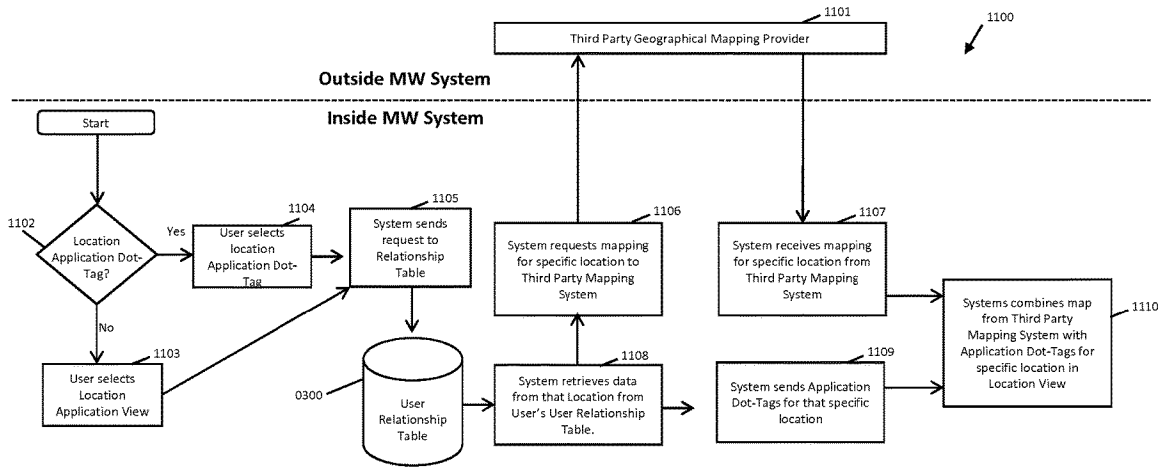 1101
1100
Third Party Geographical Mapping Provider
Outside MW System
Inside MW System
Start
1102
Location
Application Dot-
Tag?
Yes
No
1104
User selects
location
Application Dot-
Tag
1103
User selects
Location
Application View
1105
System sends
request to
Relationship
Table
0300
User
Relationship
Table
1106
System requests mapping
for specific location to
Third Party Mapping
System
1108
System retrieves data
from that Location from
User's User Relationship
Table.
1107
System receives mapping
for specific location from
Third Party Mapping
System
1109
System sends Application
Dot-Tags for that specific
location
1110
Systems combines map
from Third Party
Mapping System with
Application Dot-Tags for
specific location in
Location View